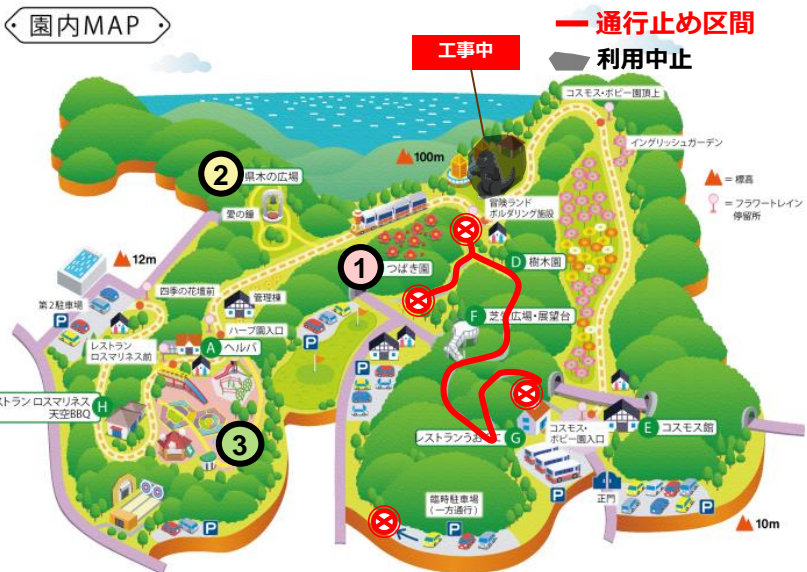 園内MAP
通行止め区間
利用中止
工事中
コスモス・ポピー園頂上
イングリッシュガーデン
100m
2
県木の広場
= 標高
= フラワートレイン
停留所
冒険ランド
ボルダリング施設
愛の鐘
D 樹木園
1
つばき園
12m
四季の花壇前
管理棟
第2駐車場
P
F 芝生広場・展望台
ハーブ園入口
P
レストラン
ロスマリネス前
A ヘルバ
P
ストラン ロスマリネス
天空BBQ
H
3
レストランうお
G
コスモス・
ポピー園入口
E コスモス館
P
正門
臨時駐車場
(一方通行)
P
P
P
10m